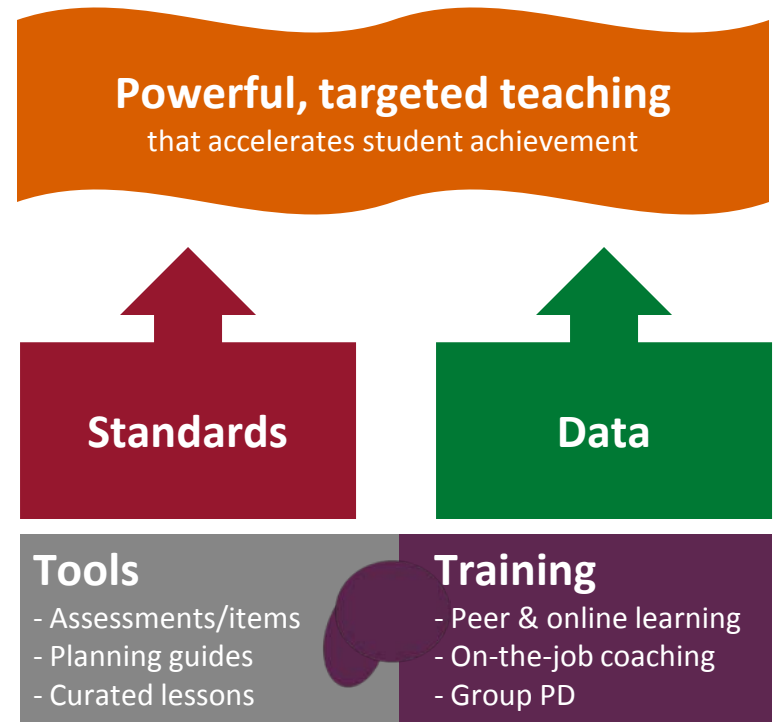 Powerful, targeted teaching
that accelerates student achievement
Standards
Data
Tools
- Assessments/items
- Planning guides
- Curated lessons
Training
- Peer & online learning
- On-the-job coaching
- Group PD